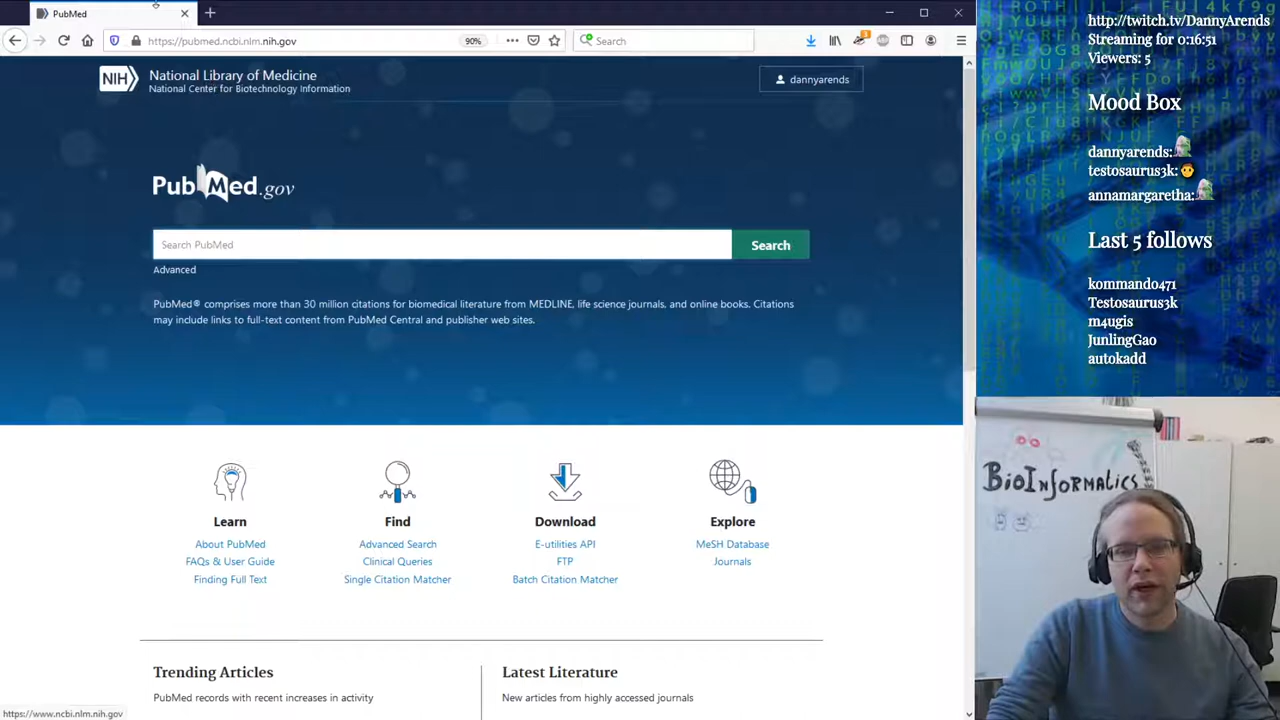 PubMed
https://pubmed.ncbi.nlm.nih.gov
90%
Search
3
NIH
National Library of Medicine
National Center for Biotechnology Information
dannyarends
PubMed.gov
Search PubMed
Search
Advanced
PubMed® comprises more than 30 million citations for biomedical literature from MEDLINE, life science journals, and online books. Citations
may include links to full-text content from PubMed Central and publisher web sites.
Learn
About PubMed
FAQs & User Guide
Finding Full Text
Find
Advanced Search
Clinical Queries
Single Citation Matcher
Download
E-utilities API
FTP
Batch Citation Matcher
Explore
MeSH Database
Journals
Trending Articles
PubMed records with recent increases in activity
Latest Literature
New articles from highly accessed journals
https://www.ncbi.nlm.nih.gov
http://twitch.tv/DannyArends
Streaming for 0:16:51
Viewers: 5
Mood Box
dannyarends:
testosaurus3k:
annamargaretha:
Last 5 follows
kommando471
Testosaurus3k
m4ugis
JunlingGao
autokadd
BioInformatics